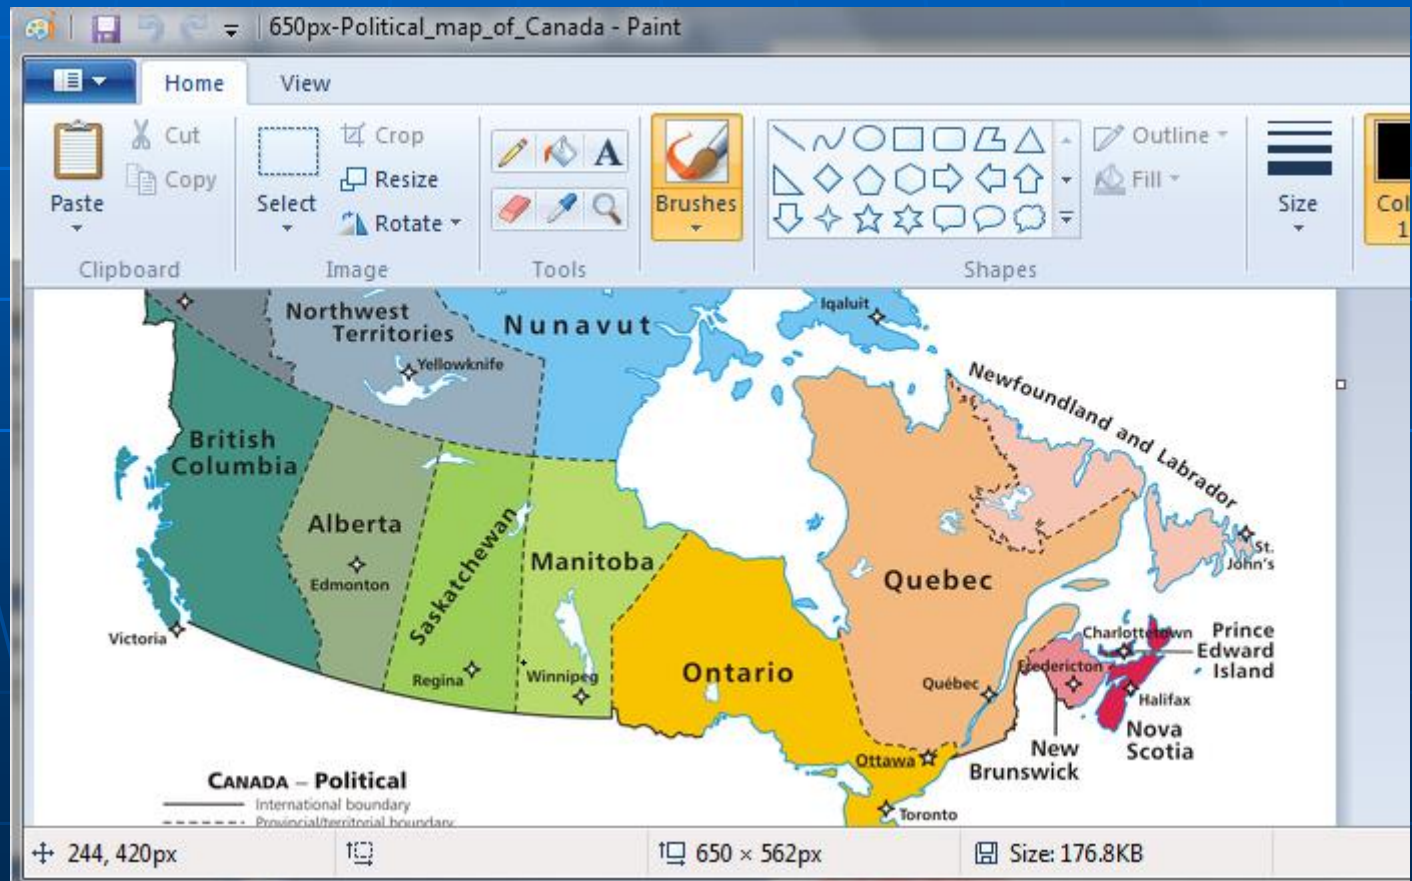 650px-Political_map_of_Canada - Paint
Home View
Cut
Copy
Paste
Clipboard
Select
Crop
Resize
Rotate
Image
A
Tools
Brushes
Outline
Fill
Shapes
Size
Northwest
Territories
Yellowknife
Nunavut
Iqaluit
Newfoundland and Labrador
British
Columbia
Alberta
Edmonton
Saskatchewan
Manitoba
Quebec
St.
John's
Victoria
Regina
Winnipeg
Ontario
Québec
Charlottetown
Fredericton
Prince
Edward
Island
Halifax
Nova
Scotia
New
Brunswick
Ottawa
Toronto
CANADA – Political
International boundary
Provincial/territorial boundary
244, 420px
650 × 562px
Size: 176.8KB